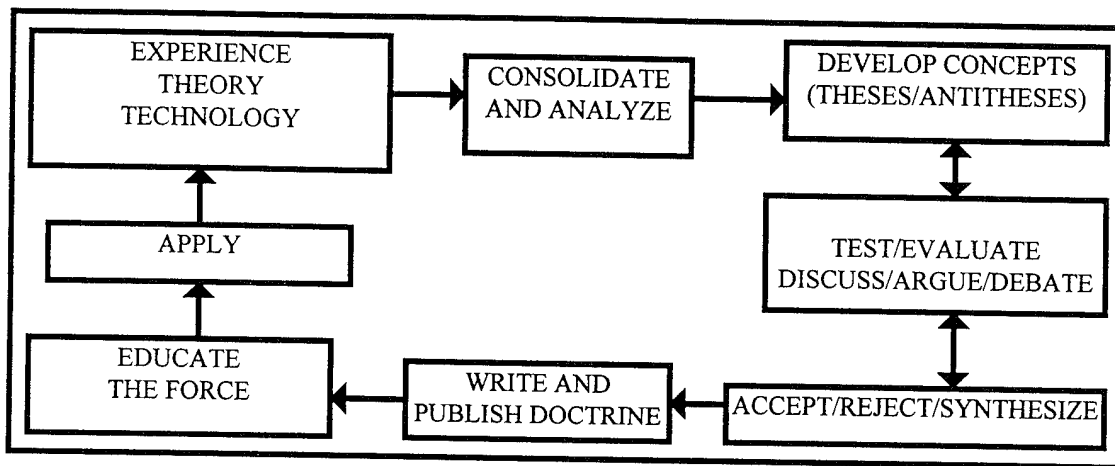 EXPERIENCE
THEORY
TECHNOLOGY
CONSOLIDATE
AND ANALYZE
DEVELOP CONCEPTS
(THESES/ANTITHESES)
TEST/EVALUATE
DISCUSS/ARGUE/DEBATE
ACCEPT/REJECT/SYNTHESIZE
WRITE AND
PUBLISH DOCTRINE
EDUCATE
THE FORCE
APPLY